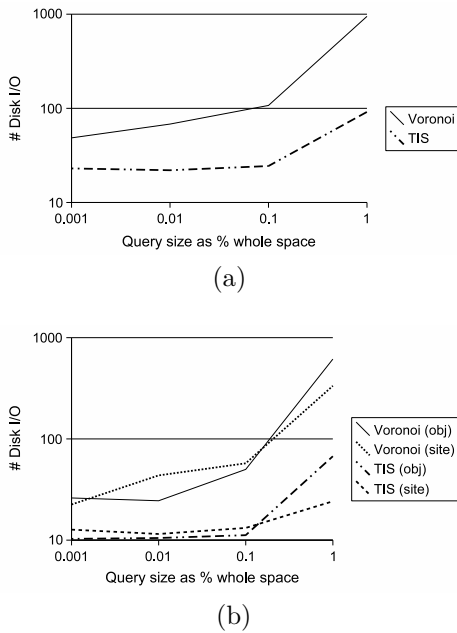 1000
100
10
# Disk I/O
0.001 0.01 0.1 1
Query size as % whole space
Voronoi
TIS
(a)
1000
100
10
# Disk I/O
0.001 0.01 0.1 1
Query size as % whole space
Voronoi (obj)
Voronoi (site)
TIS (obj)
TIS (site)
(b)